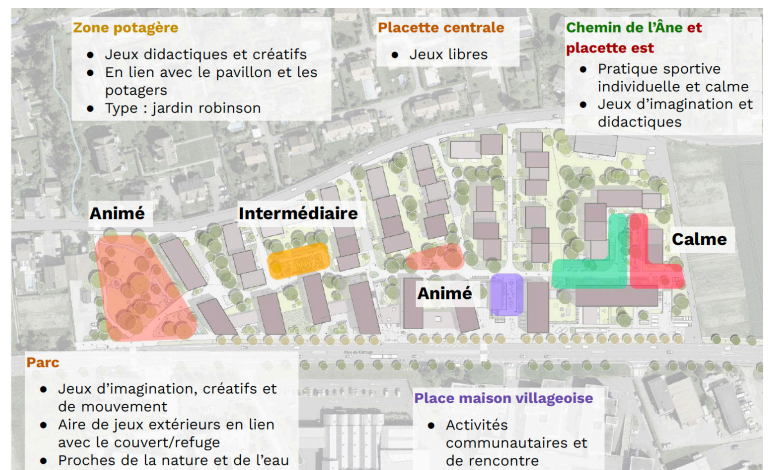 Zone potagère
● Jeux didactiques et créatifs
● En lien avec le pavillon et les
potagers
● Type : jardin robinson
Placette centrale
● Jeux libres
Chemin de l'Âne et
placette est
● Pratique sportive
individuelle et calme
● Jeux d'imagination et
didactiques
Animé
Intermédiaire
Animé
Calme
Parc
● Jeux d'imagination, créatifs et
de mouvement
● Aire de jeux extérieurs en lien
avec le couvert/refuge
● Proches de la nature et de l'eau
Place maison villageoise
● Activités
communautaires et
de rencontre